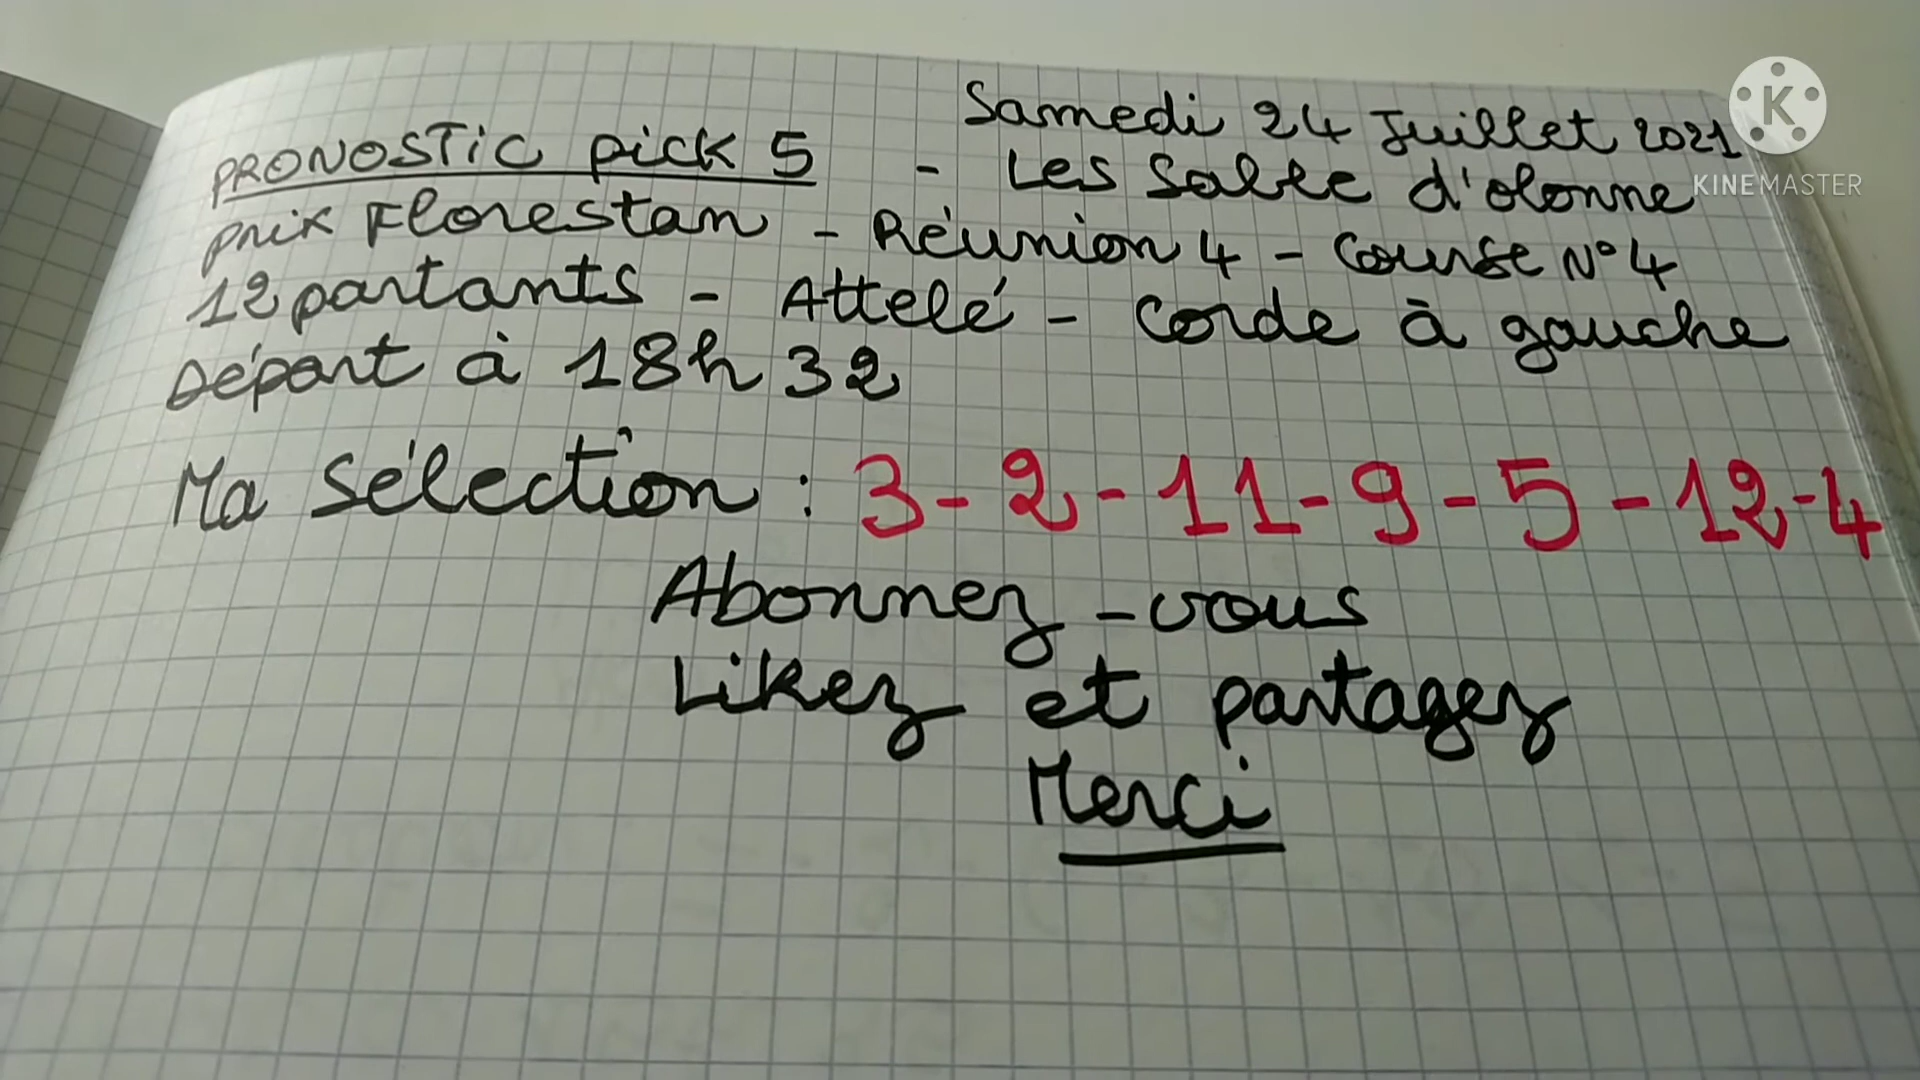 Samedi 24 Juillet 2021
PRONOSTIC pick 5 - Les Sable d'olonne
prix Florestan - Réunion 4 - Course N°4
12 partants - Attelé - Corde à gauche
Départ à 18h32
Ma Sélection : 3 - 2 - 11 - 9 - 5 - 12 - 4
Abonnez-vous
Likez et partagez
Merci
K
KINEMASTER